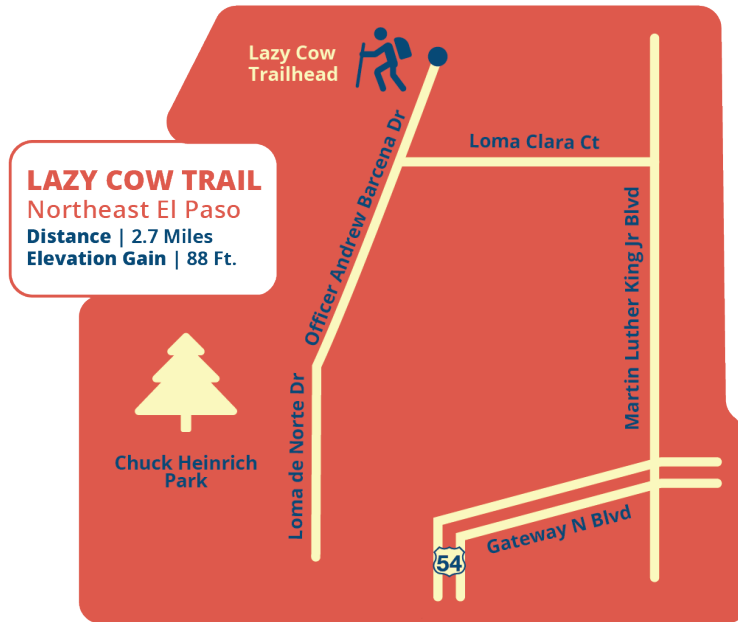 Lazy Cow
Trailhead
Officer Andrew Barcena Dr
Loma Clara Ct
LAZY COW TRAIL
Northeast El Paso
Distance | 2.7 Miles
Elevation Gain | 88 Ft.
Martin Luther King Jr Blvd
Loma de Norte Dr
Chuck Heinrich
Park
Gateway N Blvd
54